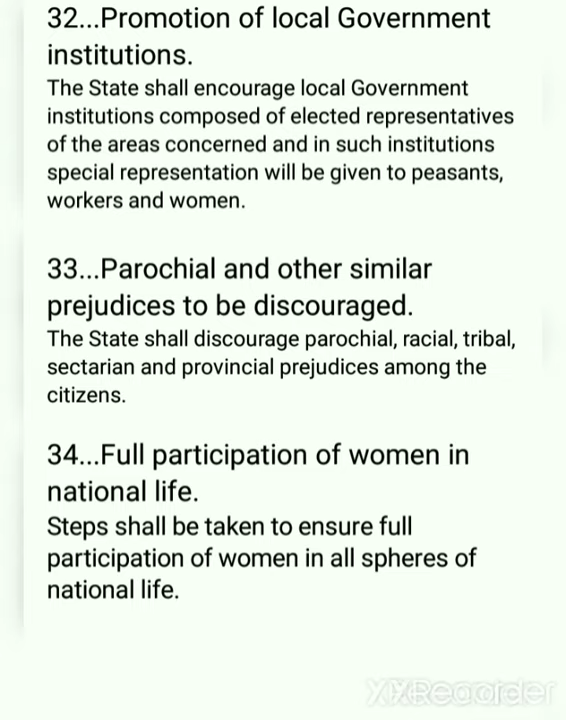 32...Promotion of local Government
institutions.
The State shall encourage local Government
institutions composed of elected representatives
of the areas concerned and in such institutions
special representation will be given to peasants,
workers and women.
33...Parochial and other similar
prejudices to be discouraged.
The State shall discourage parochial, racial, tribal,
sectarian and provincial prejudices among the
citizens.
34...Full participation of women in
national life.
Steps shall be taken to ensure full
participation of women in all spheres of
national life.